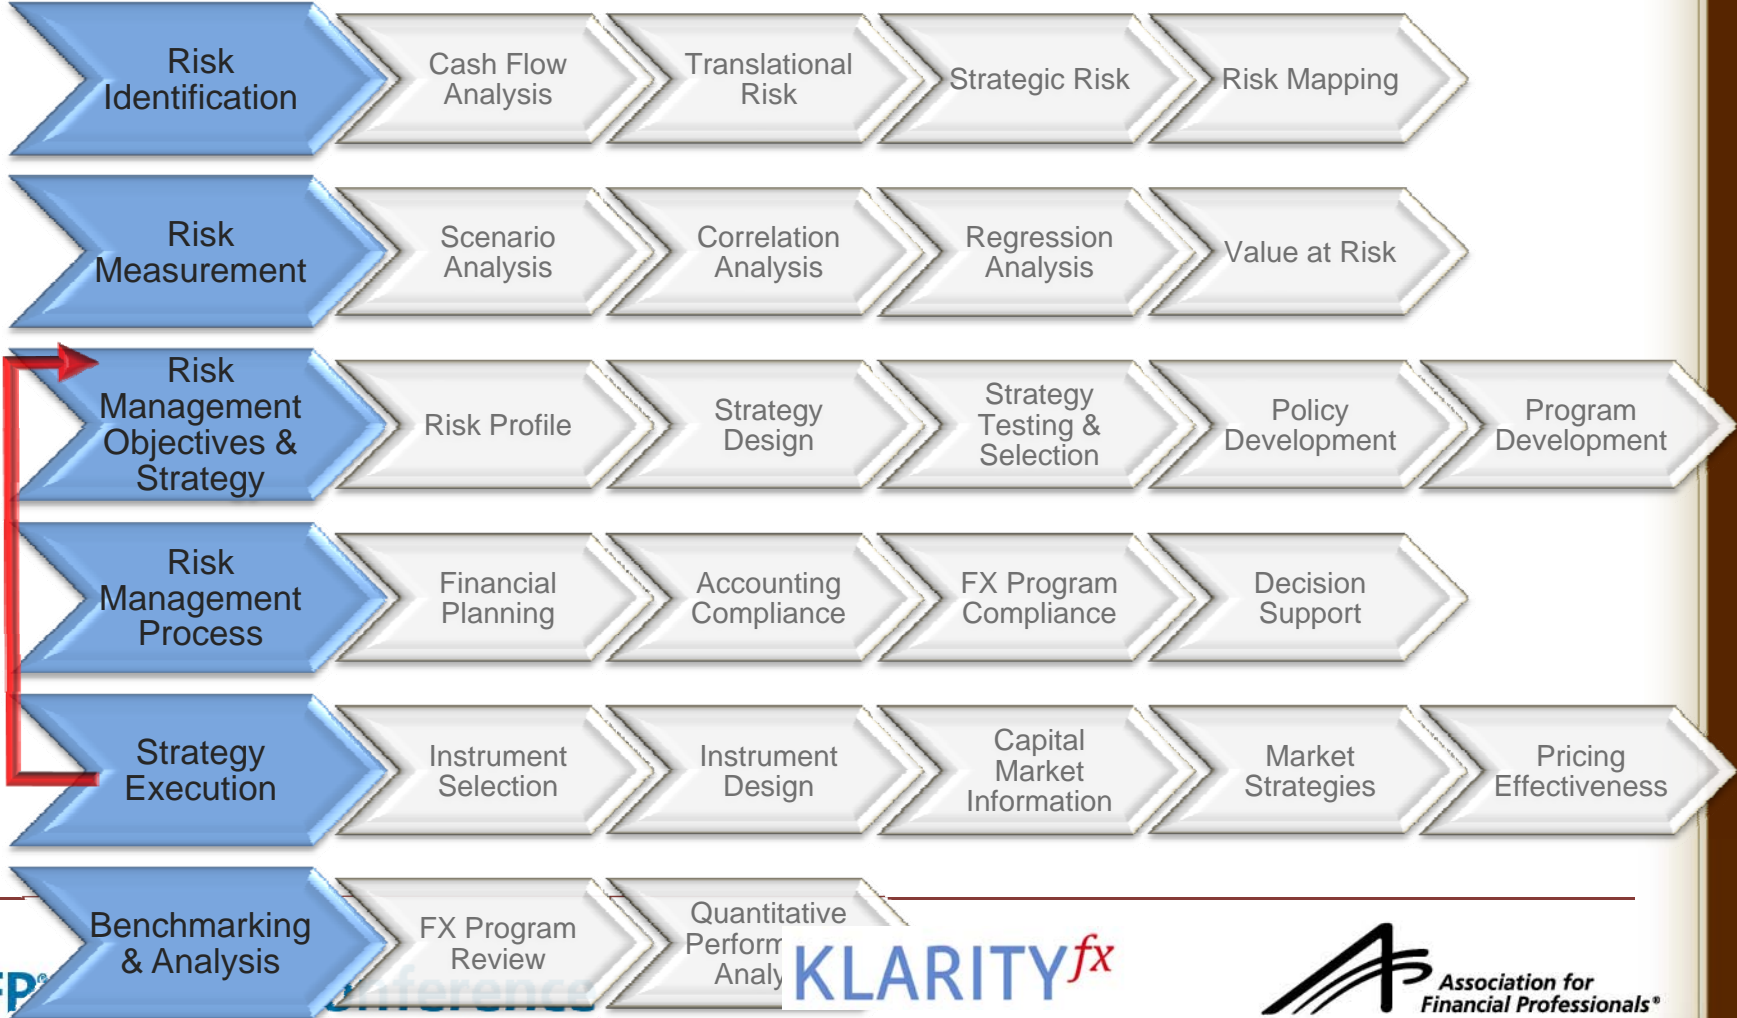 Risk
Identification
Cash Flow
Analysis
Translational
Risk
Strategic Risk
Risk Mapping
Risk
Measurement
Scenario
Analysis
Correlation
Analysis
Regression
Analysis
Value at Risk
Risk
Management
Objectives &
Strategy
Risk Profile
Strategy
Design
Strategy
Testing &
Selection
Policy
Development
Program
Development
Risk
Management
Process
Financial
Planning
Accounting
Compliance
FX Program
Compliance
Decision
Support
Strategy
Execution
Instrument
Selection
Instrument
Design
Capital
Market
Information
Market
Strategies
Pricing
Effectiveness
Benchmarking
& Analysis
FX Program
Review
Quantitative
KLARITYfx
Association for
Financial Professionals®